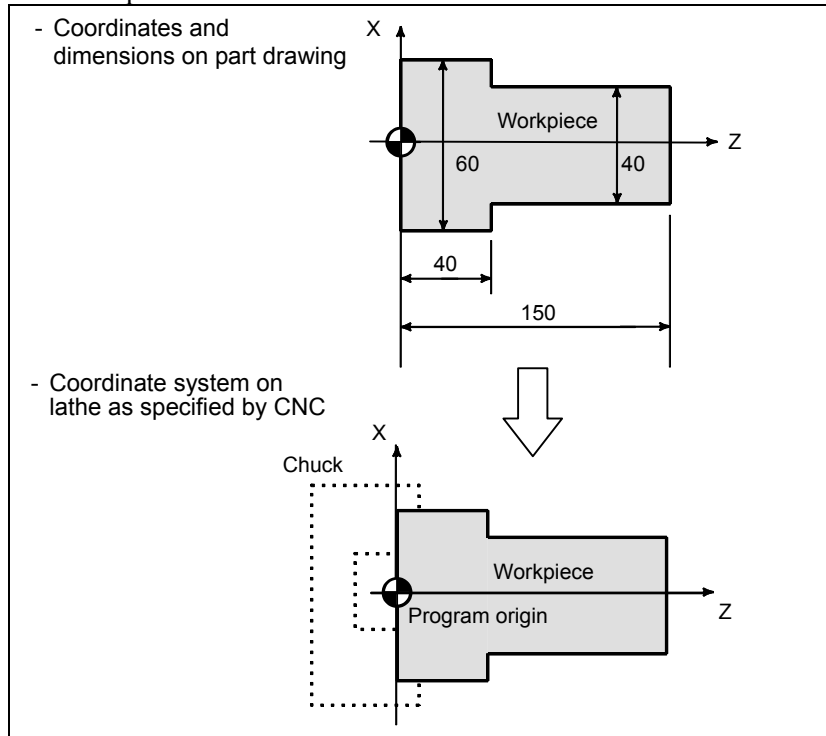 - Coordinates and
dimensions on part drawing
X
Workpiece
Z
60
40
40
150
- Coordinate system on
lathe as specified by CNC
X
Chuck
Workpiece
Z
Program origin